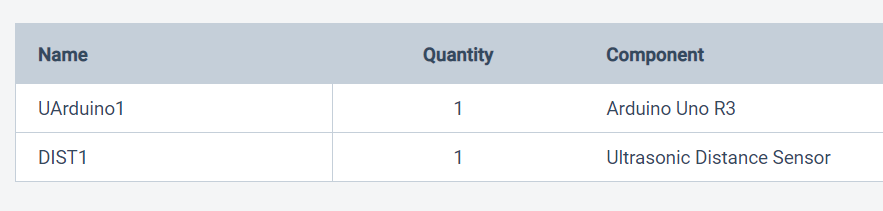 Name Quantity Component
UArduino1 1 Arduino Uno R3
DIST1 1 Ultrasonic Distance Sensor